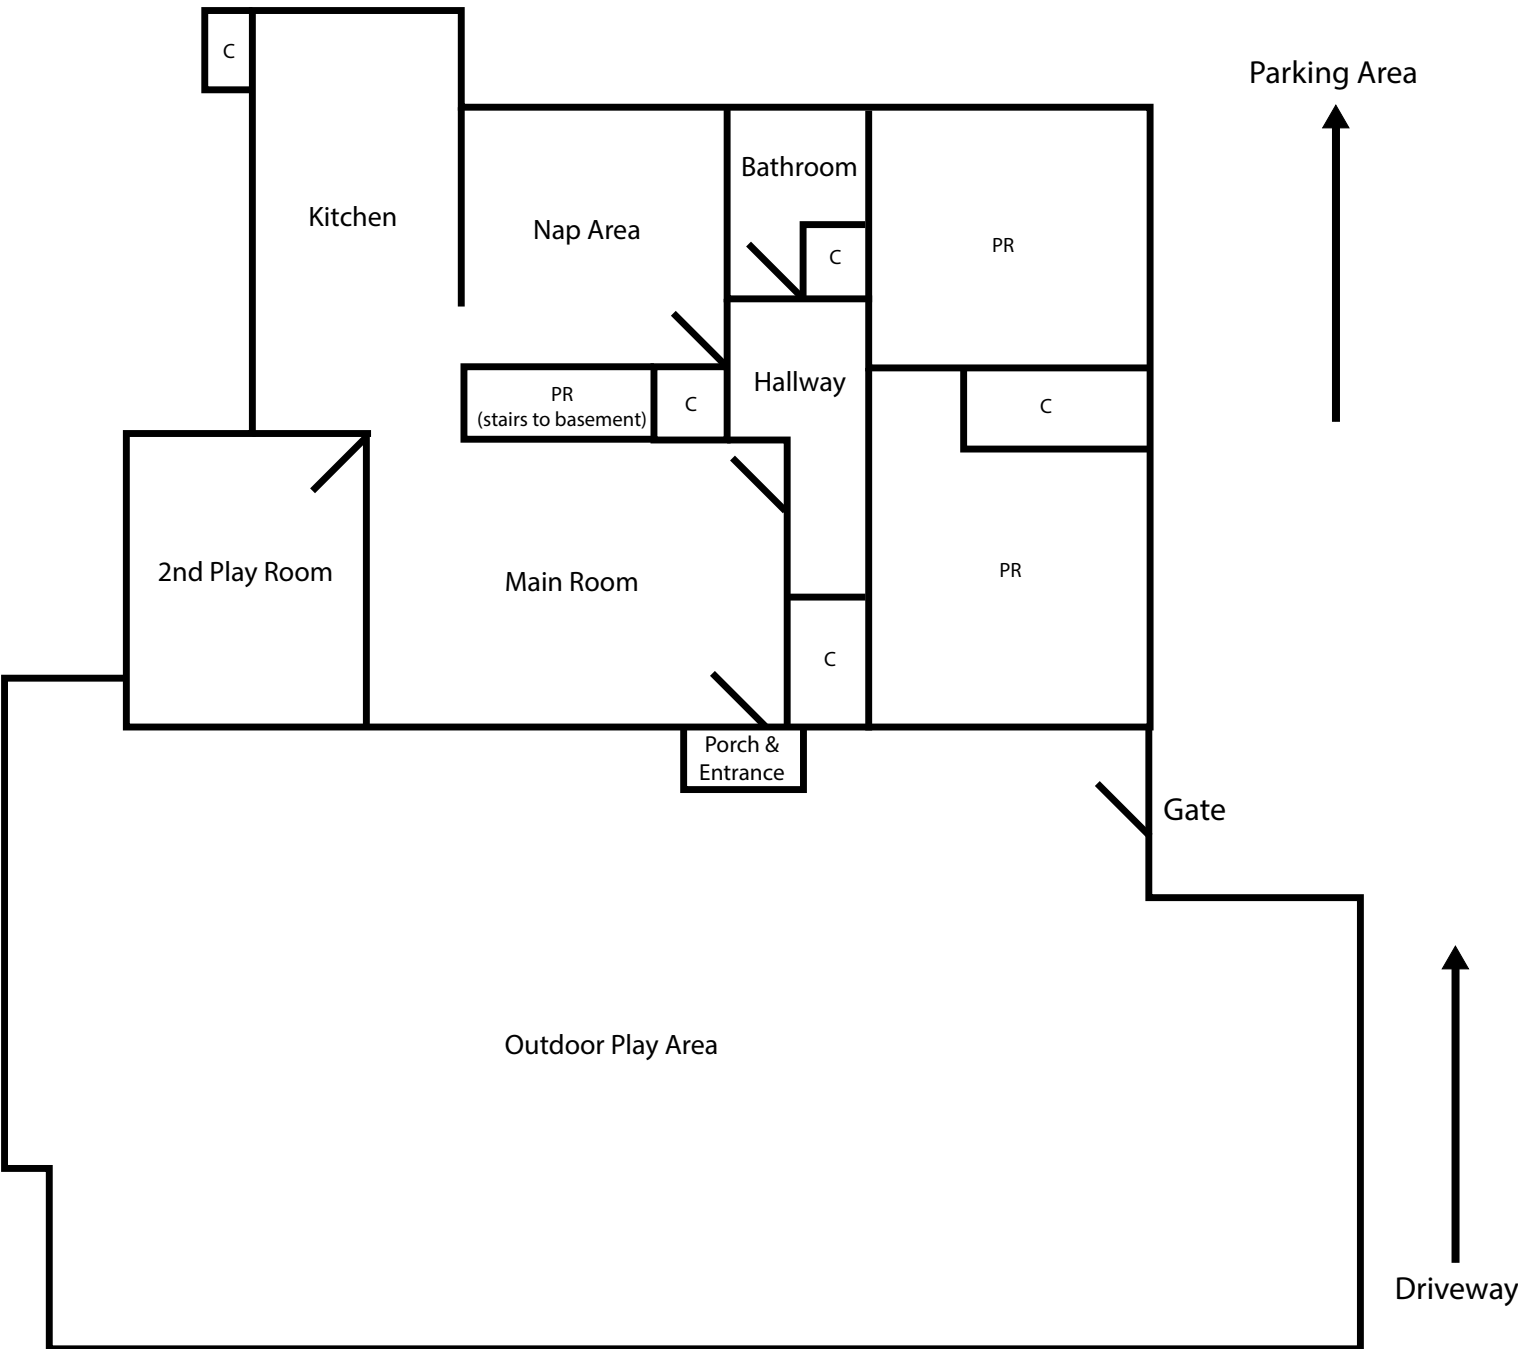 C
Parking Area
Bathroom
Kitchen
Nap Area
PR
C
Hallway
PR
(stairs to basement)
C
C
2nd Play Room
Main Room
PR
C
Porch &
Entrance
Gate
Outdoor Play Area
Driveway